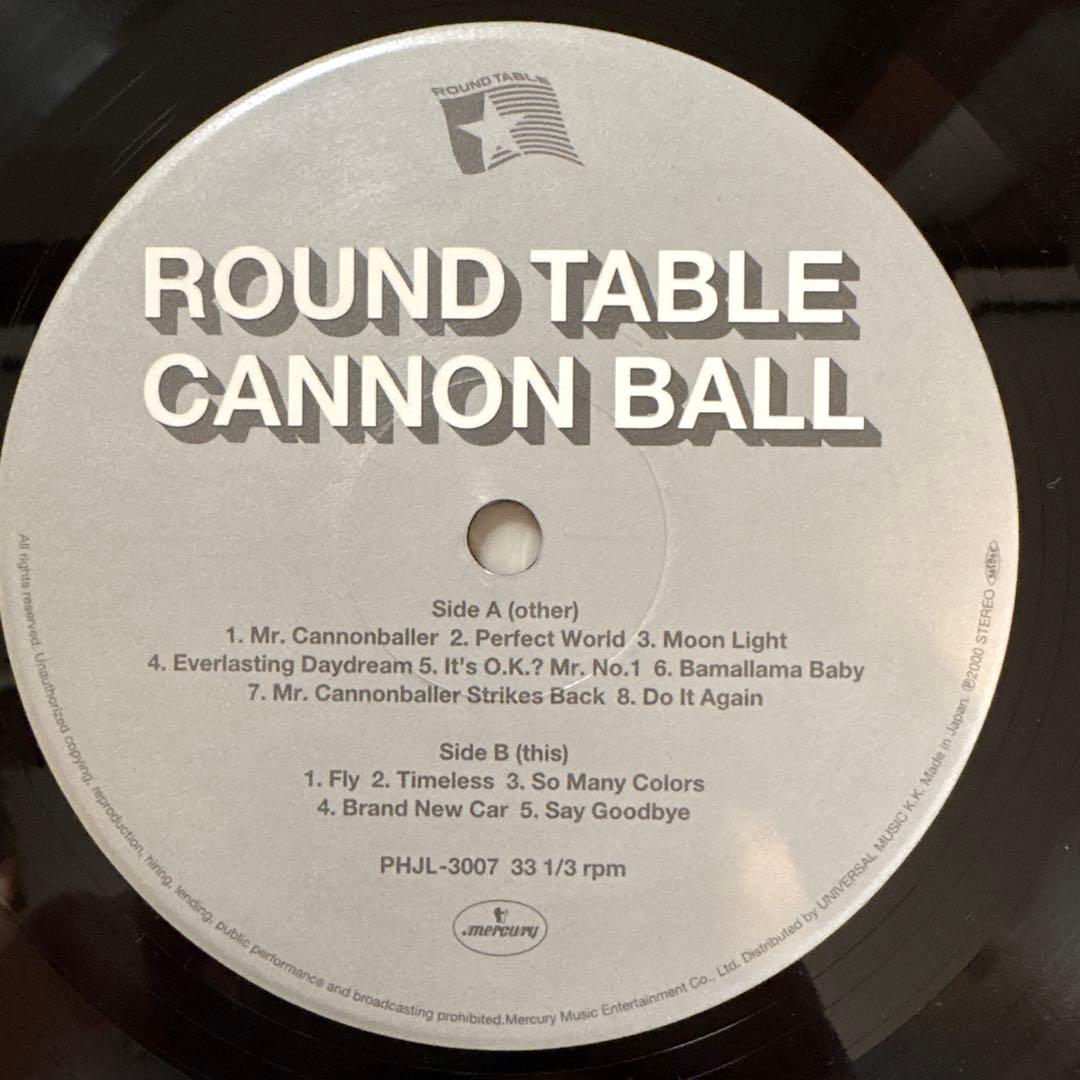 ROUND TABLE
ROUND TABLE
CANNON BALL
Side A (other)
1. Mr. Cannonballer 2. Perfect World 3. Moon Light
4. Everlasting Daydream 5. It's O.K.? Mr. No.1 6. Bamallama Baby
7. Mr. Cannonballer Strikes Back 8. Do It Again
Side B (this)
1. Fly 2. Timeless 3. So Many Colors
4. Brand New Car 5. Say Goodbye
PHJL-3007 33 1/3 rpm
mercury
All rights reserved. Unauthorized copying, reproduction, hiring, lending, public performance and broadcasting prohibited. Mercury Music Entertainment Co., Ltd. Distributed by UNIVERSAL MUSIC K.K. Made in Japan. ℗2000 STEREO